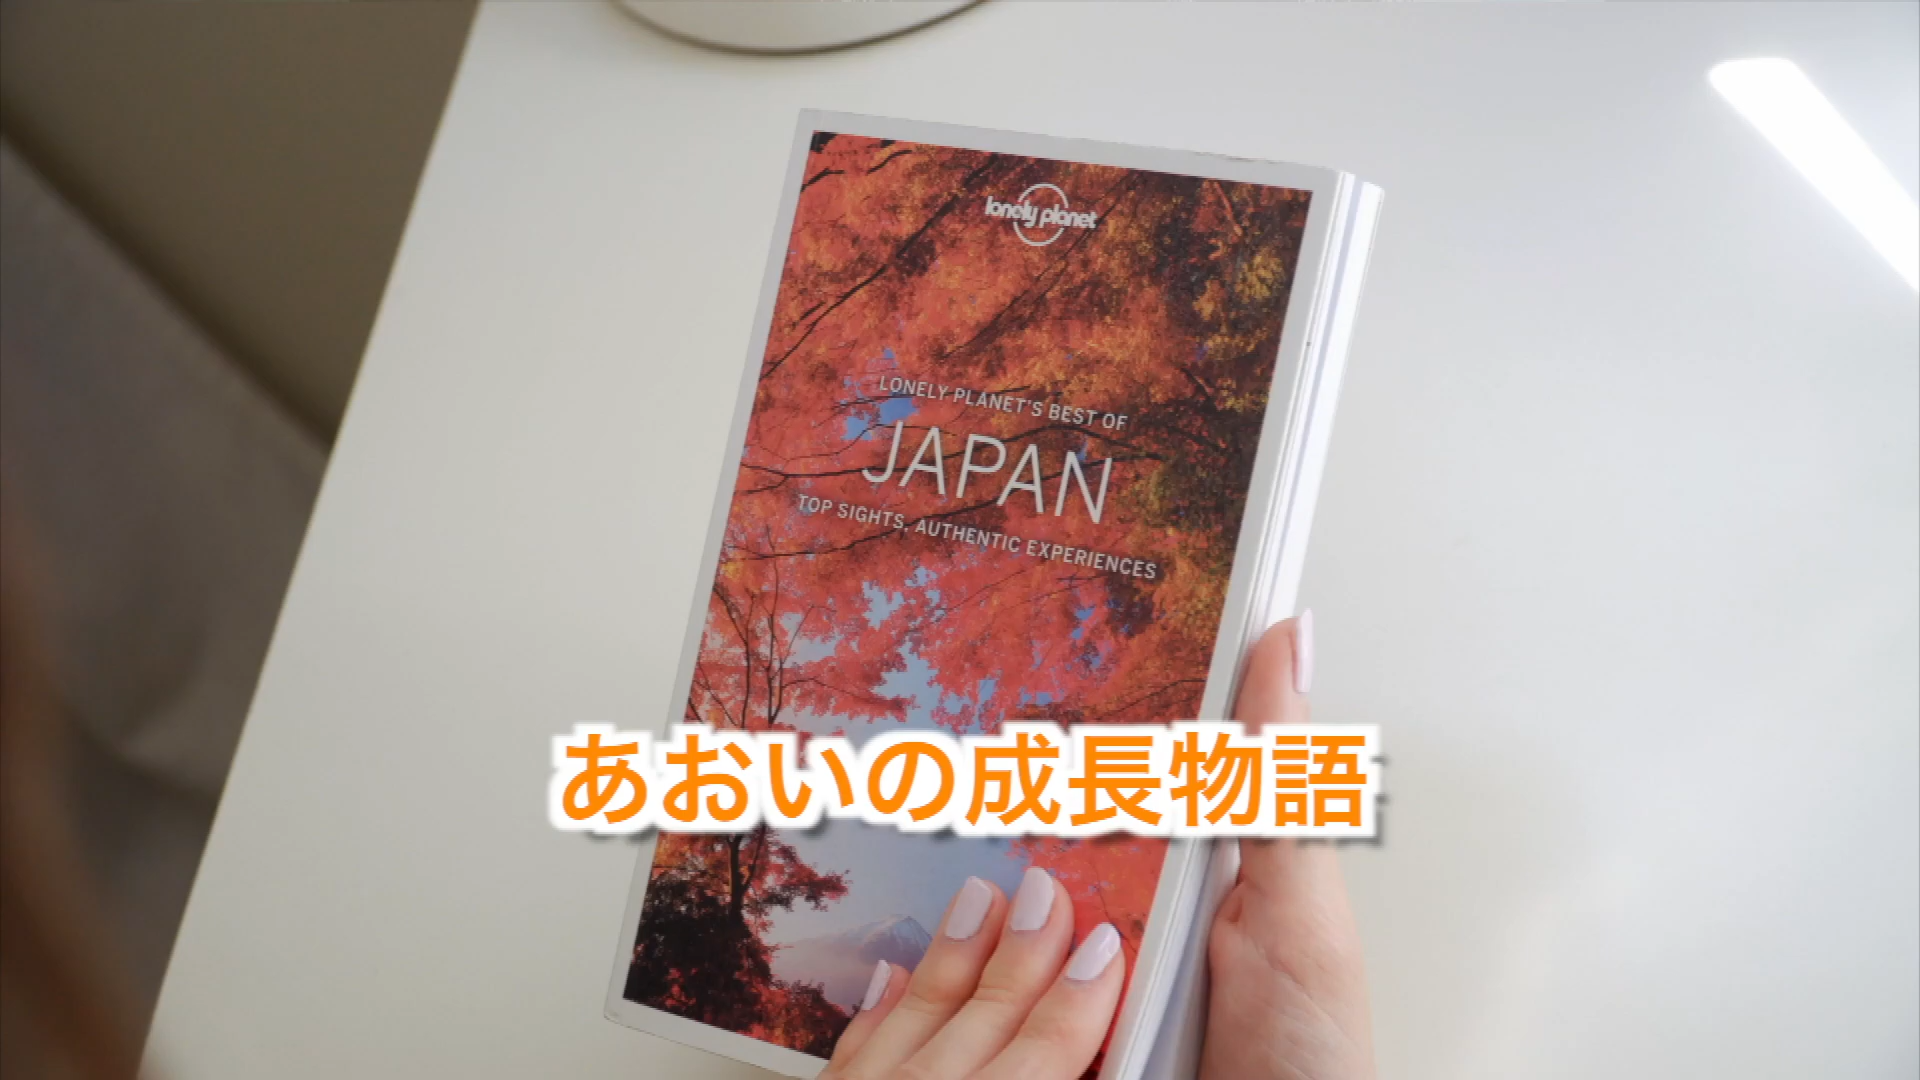 lonely planet
LONELY PLANET'S BEST OF
JAPAN
TOP SIGHTS, AUTHENTIC EXPERIENCES
あおいの成長物語